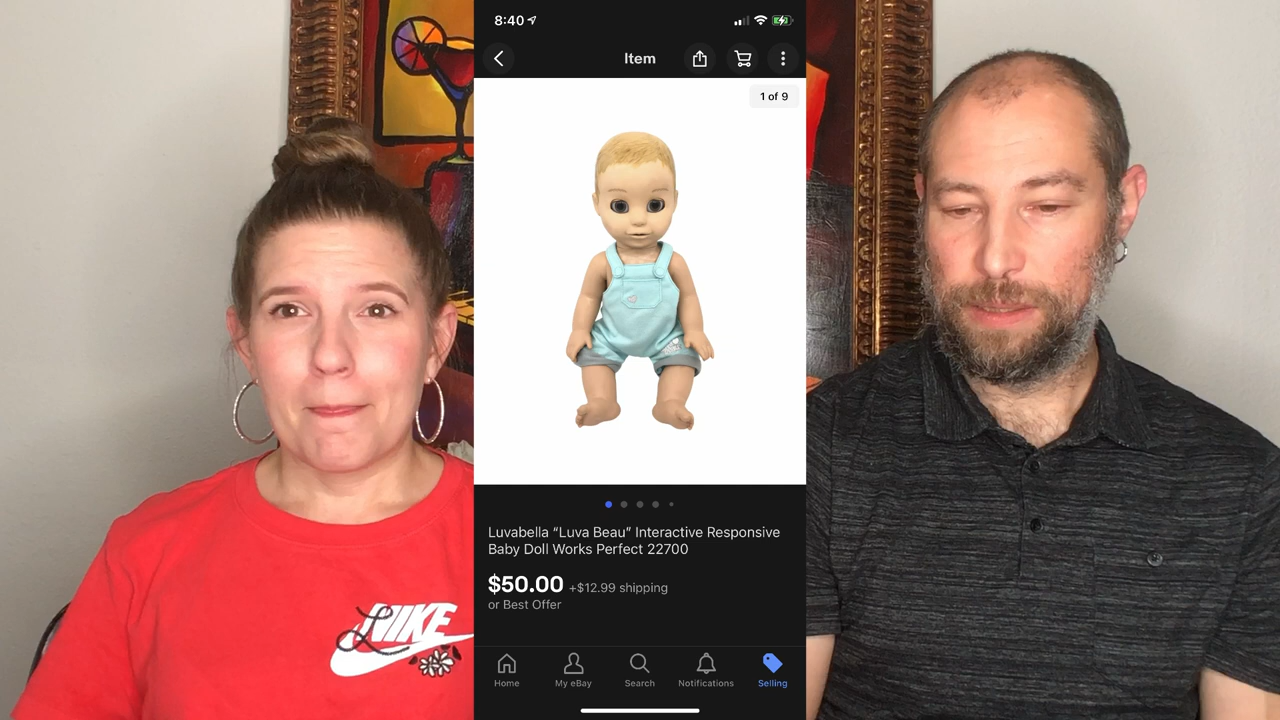 8:40
Item
1 of 9
Luvabella “Luva Beau” Interactive Responsive
Baby Doll Works Perfect 22700
$50.00 +$12.99 shipping
or Best Offer
Home My eBay Search Notifications Selling
NIKE